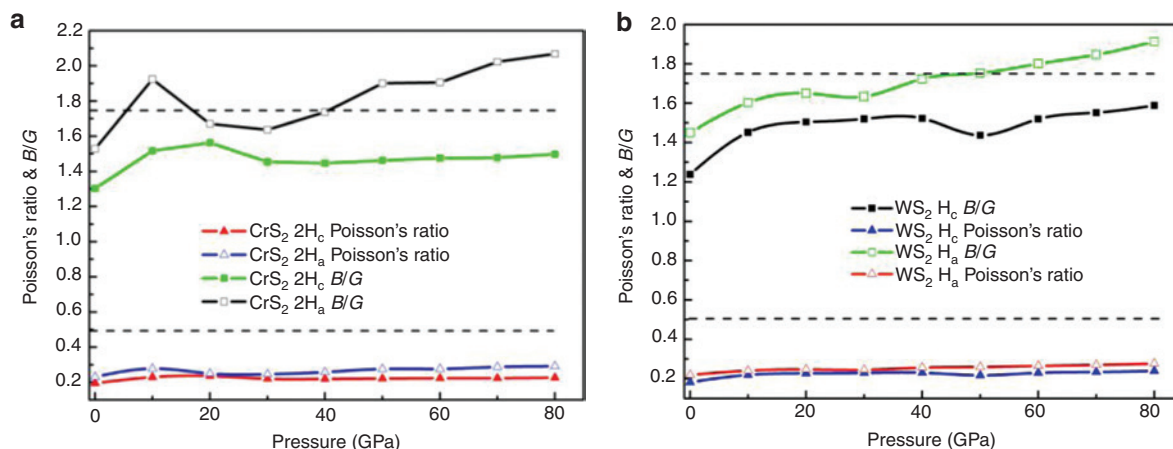 a
2.2
2.0
1.8
1.6
1.4
1.2
1.0
0.8
0.6
0.4
0.2
Poisson's ratio & B/G
CrS2 2Hc Poisson's ratio
CrS2 2Ha Poisson's ratio
CrS2 2Hc B/G
CrS2 2Ha B/G
0 20 40 60 80
Pressure (GPa)
b
2.0
1.8
1.6
1.4
1.2
1.0
0.8
0.6
0.4
0.2
Poisson's ratio & B/G
WS2 Hc B/G
WS2 Hc Poisson's ratio
WS2 Ha B/G
WS2 Ha Poisson's ratio
0 20 40 60 80
Pressure (GPa)